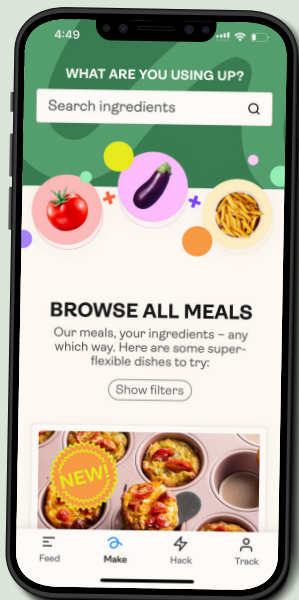 4:49
WHAT ARE YOU USING UP?
Search ingredients
BROWSE ALL MEALS
Our meals, your ingredients – any
which way. Here are some super-
flexible dishes to try:
Show filters
NEW!
Feed
Make
Hack
Track